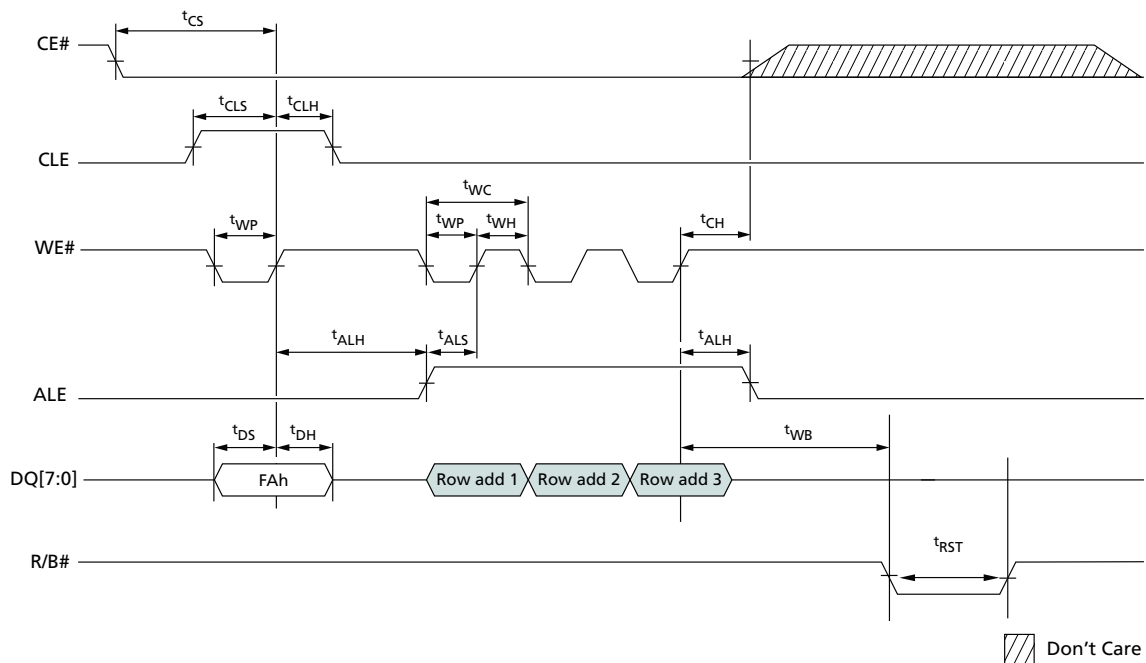 tCS
CE#
tCLS tCLH
CLE
tWC
tWP tWP tWH tCH
WE#
tALH tALS tALH
ALE
tDS tDH tWB
DQ[7:0] FAh Row add 1 Row add 2 Row add 3
tRST
R/B#
Don't Care